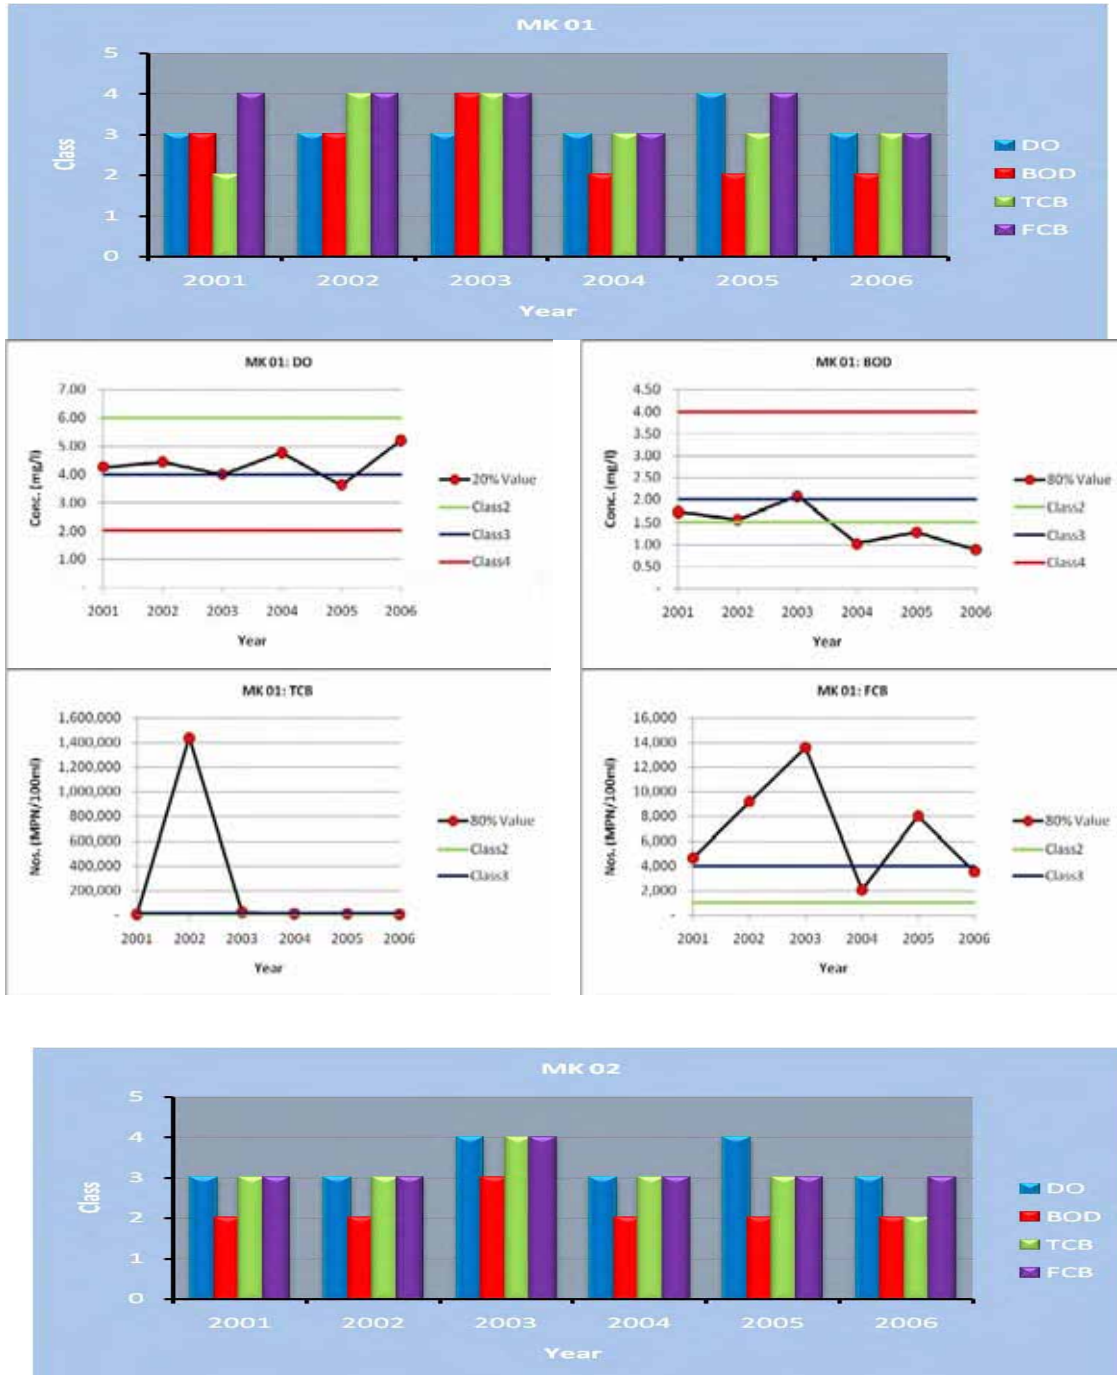 MK 01
5
4
3
2
1
0
Class
2001 2002 2003 2004 2005 2006
Year
DO
BOD
TCB
FCB
MK 01: DO
7.00
6.00
5.00
4.00
3.00
2.00
1.00
-
Conc. (mg/l)
2001 2002 2003 2004 2005 2006
Year
20% Value
Class2
Class3
Class4
MK 01: BOD
4.50
4.00
3.50
3.00
2.50
2.00
1.50
1.00
0.50
-
Conc. (mg/l)
2001 2002 2003 2004 2005 2006
Year
80% Value
Class2
Class3
Class4
MK 01: TCB
1,600,000
1,400,000
1,200,000
1,000,000
800,000
600,000
400,000
200,000
-
Nos. (MPN/100ml)
2001 2002 2003 2004 2005 2006
Year
80% Value
Class2
Class3
MK 01: FCB
16,000
14,000
12,000
10,000
8,000
6,000
4,000
2,000
-
Nos. (MPN/100ml)
2001 2002 2003 2004 2005 2006
Year
80% Value
Class2
Class3
MK 02
5
4
3
2
1
0
Class
2001 2002 2003 2004 2005 2006
Year
DO
BOD
TCB
FCB